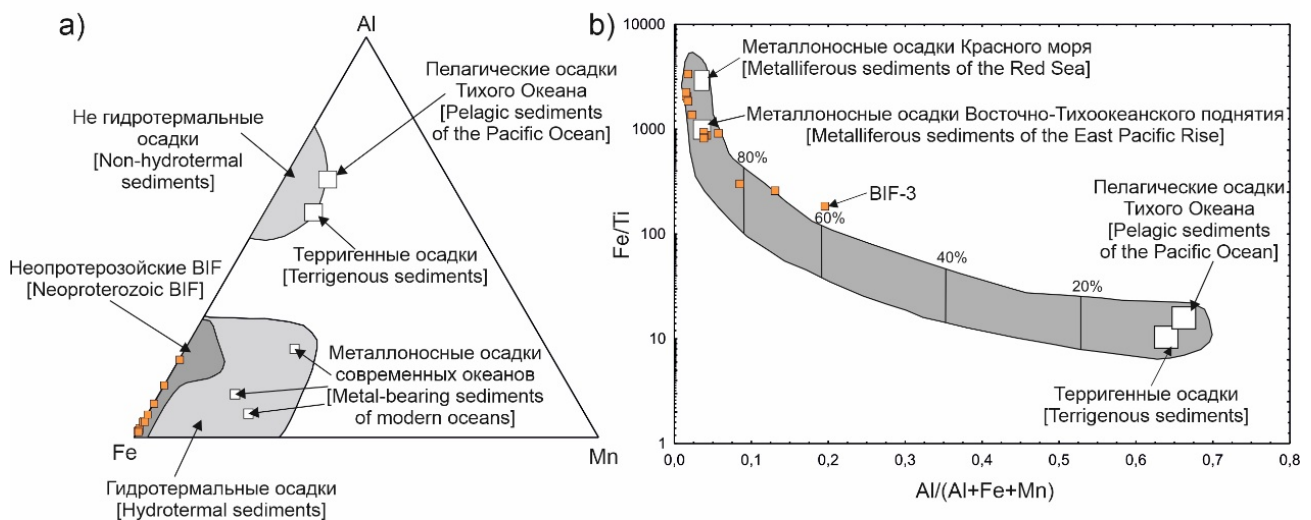 a)
Al
Пелагические осадки
Тихого Океана
[Pelagic sediments
of the Pacific Ocean]
Не гидротермальные
осадки
[Non-hydrotermal
sediments]
Терригенные осадки
[Terrigenous sediments]
Неопротерозойские BIF
[Neoproterozoic BIF]
Металлоносные осадки
современных океанов
[Metal-bearing sediments
of modern oceans]
Fe
Mn
Гидротермальные осадки
[Hydrotermal sediments]
b)
10000
1000
100
10
1
Fe/Ti
Металлоносные осадки Красного моря
[Metalliferous sediments of the Red Sea]
Металлоносные осадки Восточно-Тихоокеанского поднятия
[Metalliferous sediments of the East Pacific Rise]
80%
BIF-3
60%
40%
20%
Пелагические осадки
Тихого Океана
[Pelagic sediments
of the Pacific Ocean]
Терригенные осадки
[Terrigenous sediments]
0,0 0,1 0,2 0,3 0,4 0,5 0,6 0,7 0,8
Al/(Al+Fe+Mn)